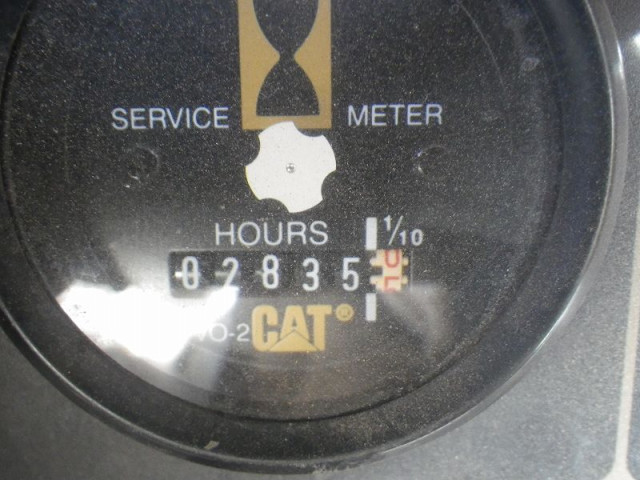 SERVICE METER
HOURS 1/10
02835
CAT®